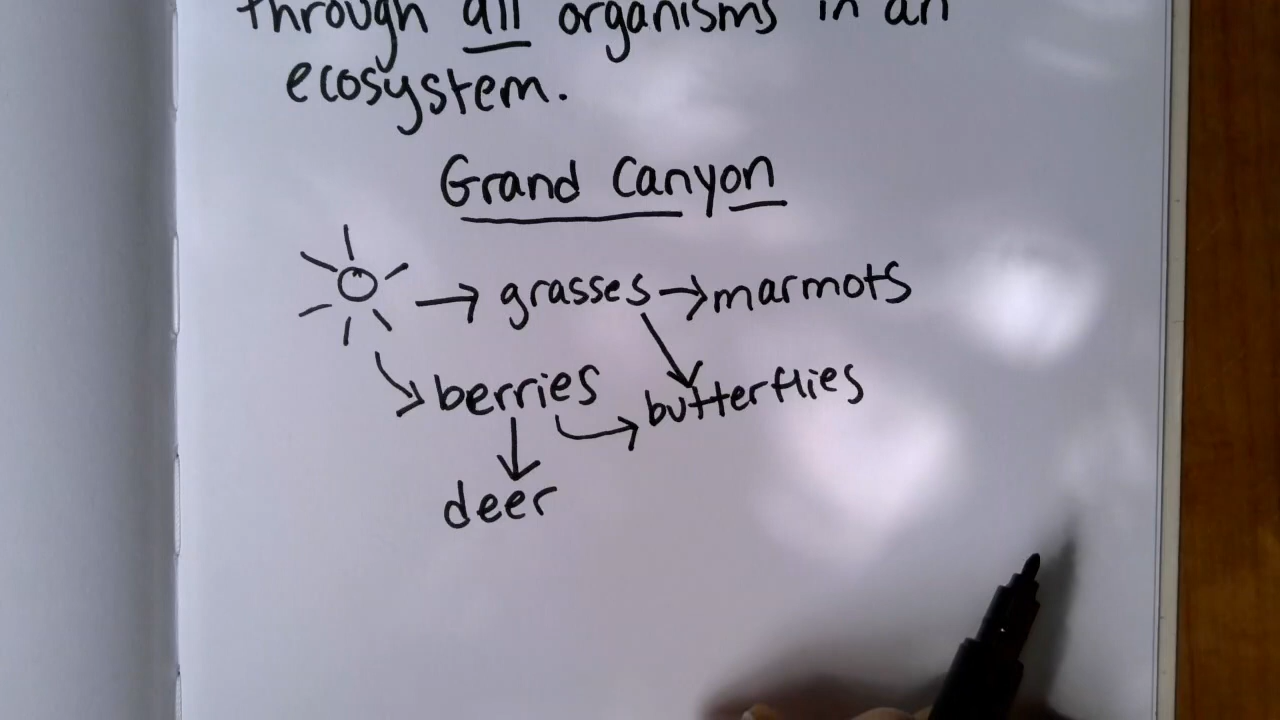 through all organisms in an
ecosystem.
Grand Canyon
grasses marmots
berries butterflies
deer